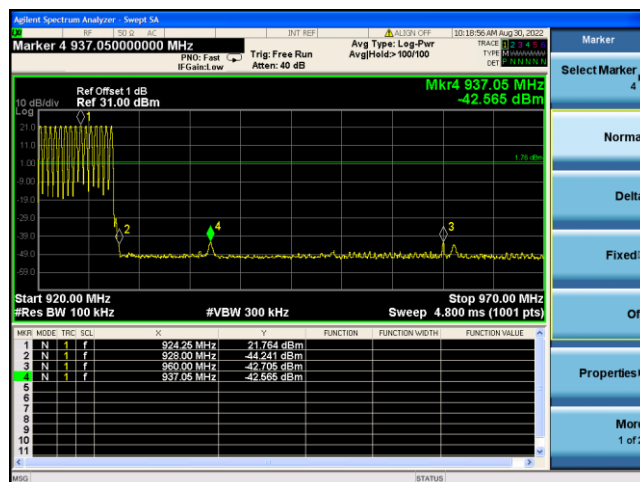 Agilent Spectrum Analyzer - Swept SA
RF 50 Ω AC INT REF ALIGN OFF 10:18:56 AM Aug 30, 2022
Marker 4 937.050000000 MHz
PNO: Fast
IFGain:Low
Trig: Free Run
Atten: 40 dB
Avg Type: Log-Pwr
Avg|Hold:>100/100
TRACE 1 2 3 4 5 6
TYPE M
DET P N N N N N
Ref Offset 1 dB
Ref 31.00 dBm
Mkr4 937.05 MHz
-42.565 dBm
10 dB/div
Log
21.0
11.0
1.00
-9.00
-19.0
-29.0
-39.0
-49.0
-59.0
1
2
4
3
1.76 dBm
Start 920.00 MHz
Stop 970.00 MHz
#Res BW 100 kHz
#VBW 300 kHz
Sweep 4.800 ms (1001 pts)
MKR MODE TRC SCL X Y FUNCTION FUNCTION WIDTH FUNCTION VALUE
1 N 1 f 924.25 MHz 21.764 dBm
2 N 1 f 928.00 MHz -44.241 dBm
3 N 1 f 960.00 MHz -42.705 dBm
4 N 1 f 937.05 MHz -42.565 dBm
5
6
7
8
9
10
11
MSG STATUS
Marker
Select Marker
4
Norma
Delta
Fixed
Of
Properties
More
1 of 2